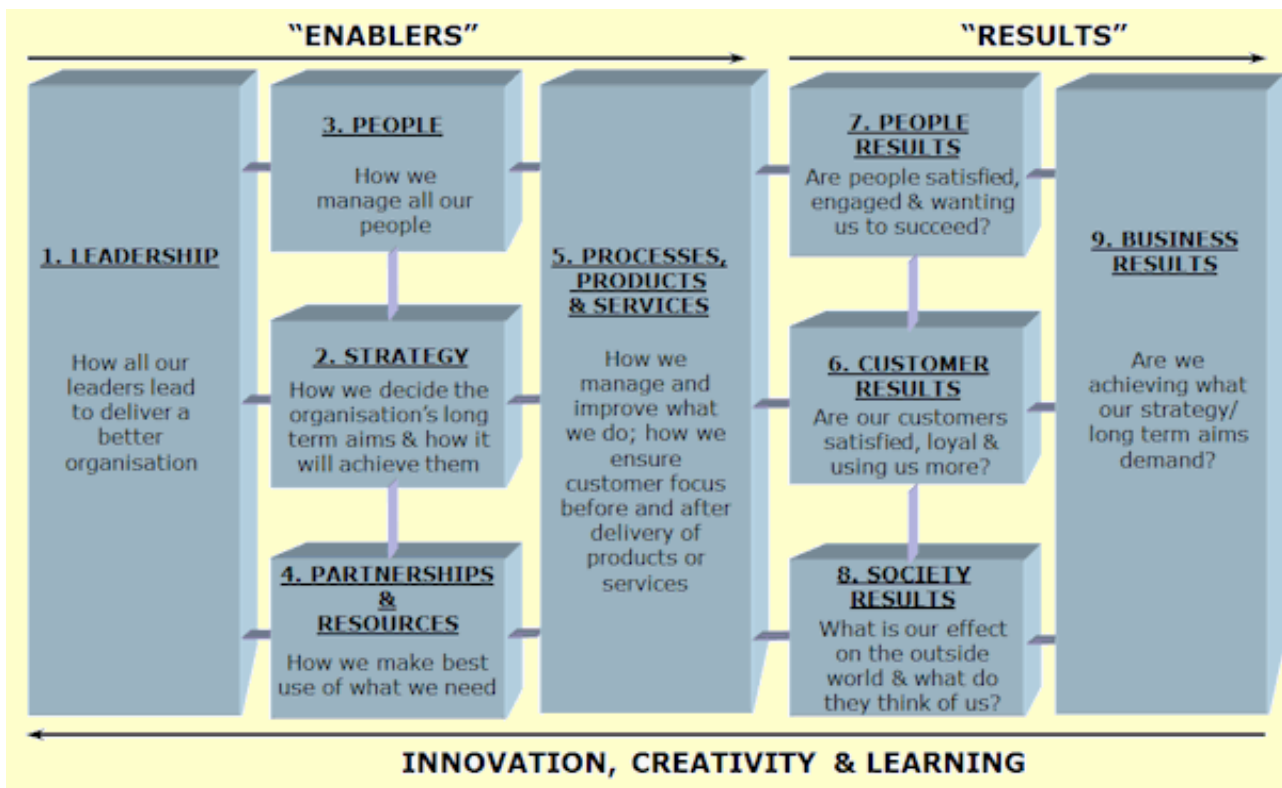 “ENABLERS”
“RESULTS”
1. LEADERSHIP
How all our
leaders lead
to deliver a
better
organisation
3. PEOPLE
How we
manage all our
people
2. STRATEGY
How we decide the
organisation’s long
term aims & how it
will achieve them
4. PARTNERSHIPS
&
RESOURCES
How we make best
use of what we need
5. PROCESSES,
PRODUCTS
& SERVICES
How we
manage and
improve what
we do; how we
ensure
customer focus
before and after
delivery of
products or
services
7. PEOPLE
RESULTS
Are people satisfied,
engaged & wanting
us to succeed?
6. CUSTOMER
RESULTS
Are our customers
satisfied, loyal &
using us more?
8. SOCIETY
RESULTS
What is our effect
on the outside
world & what do
they think of us?
9. BUSINESS
RESULTS
Are we
achieving what
our strategy/
long term aims
demand?
INNOVATION, CREATIVITY & LEARNING